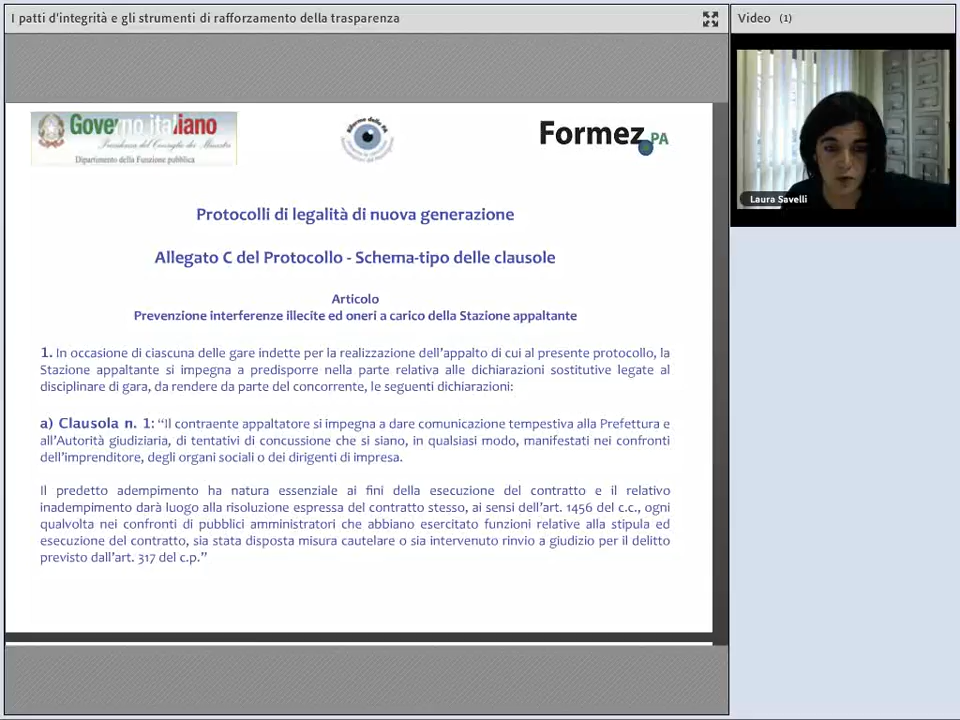 I patti d'integrità e gli strumenti di rafforzamento della trasparenza
Video (1)
Governo italiano
Presidenza del Consiglio dei Ministri
Dipartimento della Funzione pubblica
Riforme della PA
Formez PA
Laura Savelli
Protocolli di legalità di nuova generazione
Allegato C del Protocollo - Schema-tipo delle clausole
Articolo
Prevenzione interferenze illecite ed oneri a carico della Stazione appaltante
1. In occasione di ciascuna delle gare indette per la realizzazione dell'appalto di cui al presente protocollo, la
Stazione appaltante si impegna a predisporre nella parte relativa alle dichiarazioni sostitutive legate al
disciplinare di gara, da rendere da parte del concorrente, le seguenti dichiarazioni:
a) Clausola n. 1: “Il contraente appaltatore si impegna a dare comunicazione tempestiva alla Prefettura e
all'Autorità giudiziaria, di tentativi di concussione che si siano, in qualsiasi modo, manifestati nei confronti
dell'imprenditore, degli organi sociali o dei dirigenti di impresa.
Il predetto adempimento ha natura essenziale ai fini della esecuzione del contratto e il relativo
inadempimento darà luogo alla risoluzione espressa del contratto stesso, ai sensi dell'art. 1456 del c.c., ogni
qualvolta nei confronti di pubblici amministratori che abbiano esercitato funzioni relative alla stipula ed
esecuzione del contratto, sia stata disposta misura cautelare o sia intervenuto rinvio a giudizio per il delitto
previsto dall'art. 317 del c.p.”